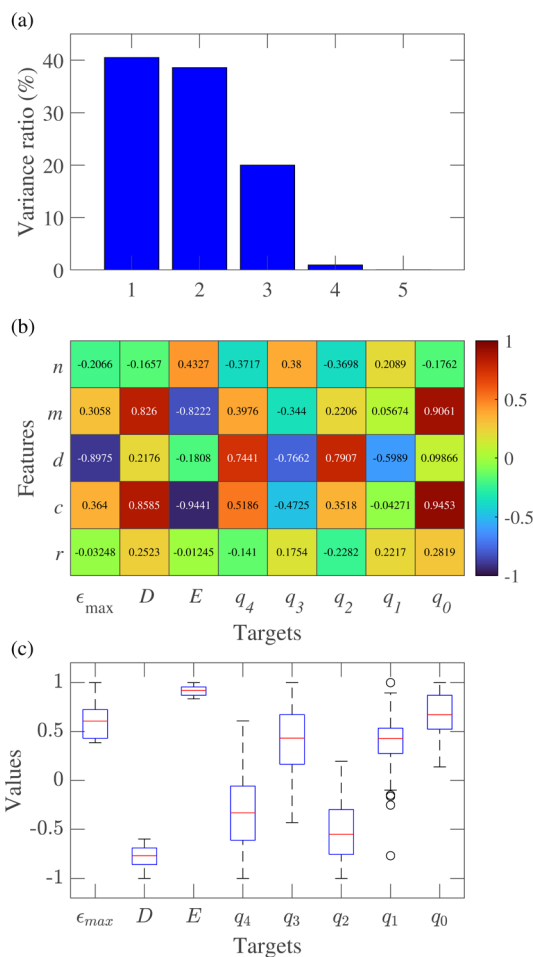 (a)
Variance ratio (%)
40
30
20
10
0
1 2 3 4 5
(b)
Features
n -0.2066 -0.1657 0.4327 -0.3717 0.38 -0.3698 0.2089 -0.1762
m 0.3058 0.826 -0.8222 0.3976 -0.344 0.2206 0.05674 0.9061
d -0.8975 0.2176 -0.1808 0.7441 -0.7662 0.7907 -0.5989 0.09866
c 0.364 0.8585 -0.9441 0.5186 -0.4725 0.3518 -0.04271 0.9453
r -0.03248 0.2523 -0.01245 -0.141 0.1754 -0.2282 0.2217 0.2819
1
0.5
0
-0.5
-1
ϵmax D E q4 q3 q2 q1 q0
Targets
(c)
Values
1
0.5
0
-0.5
-1
ϵmax D E q4 q3 q2 q1 q0
Targets